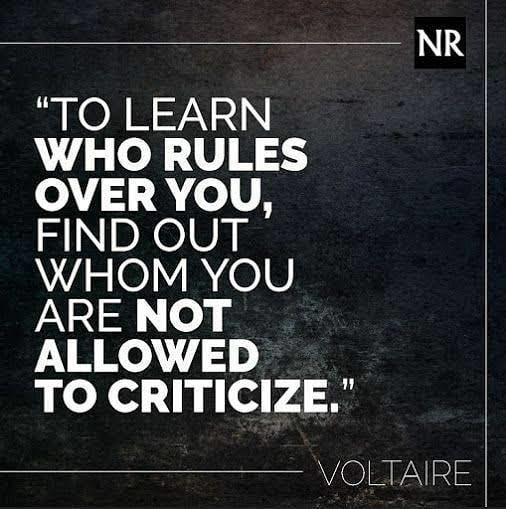 NR
“TO LEARN
WHO RULES
OVER YOU,
FIND OUT
WHOM YOU
ARE NOT
ALLOWED
TO CRITICIZE.”
VOLTAIRE